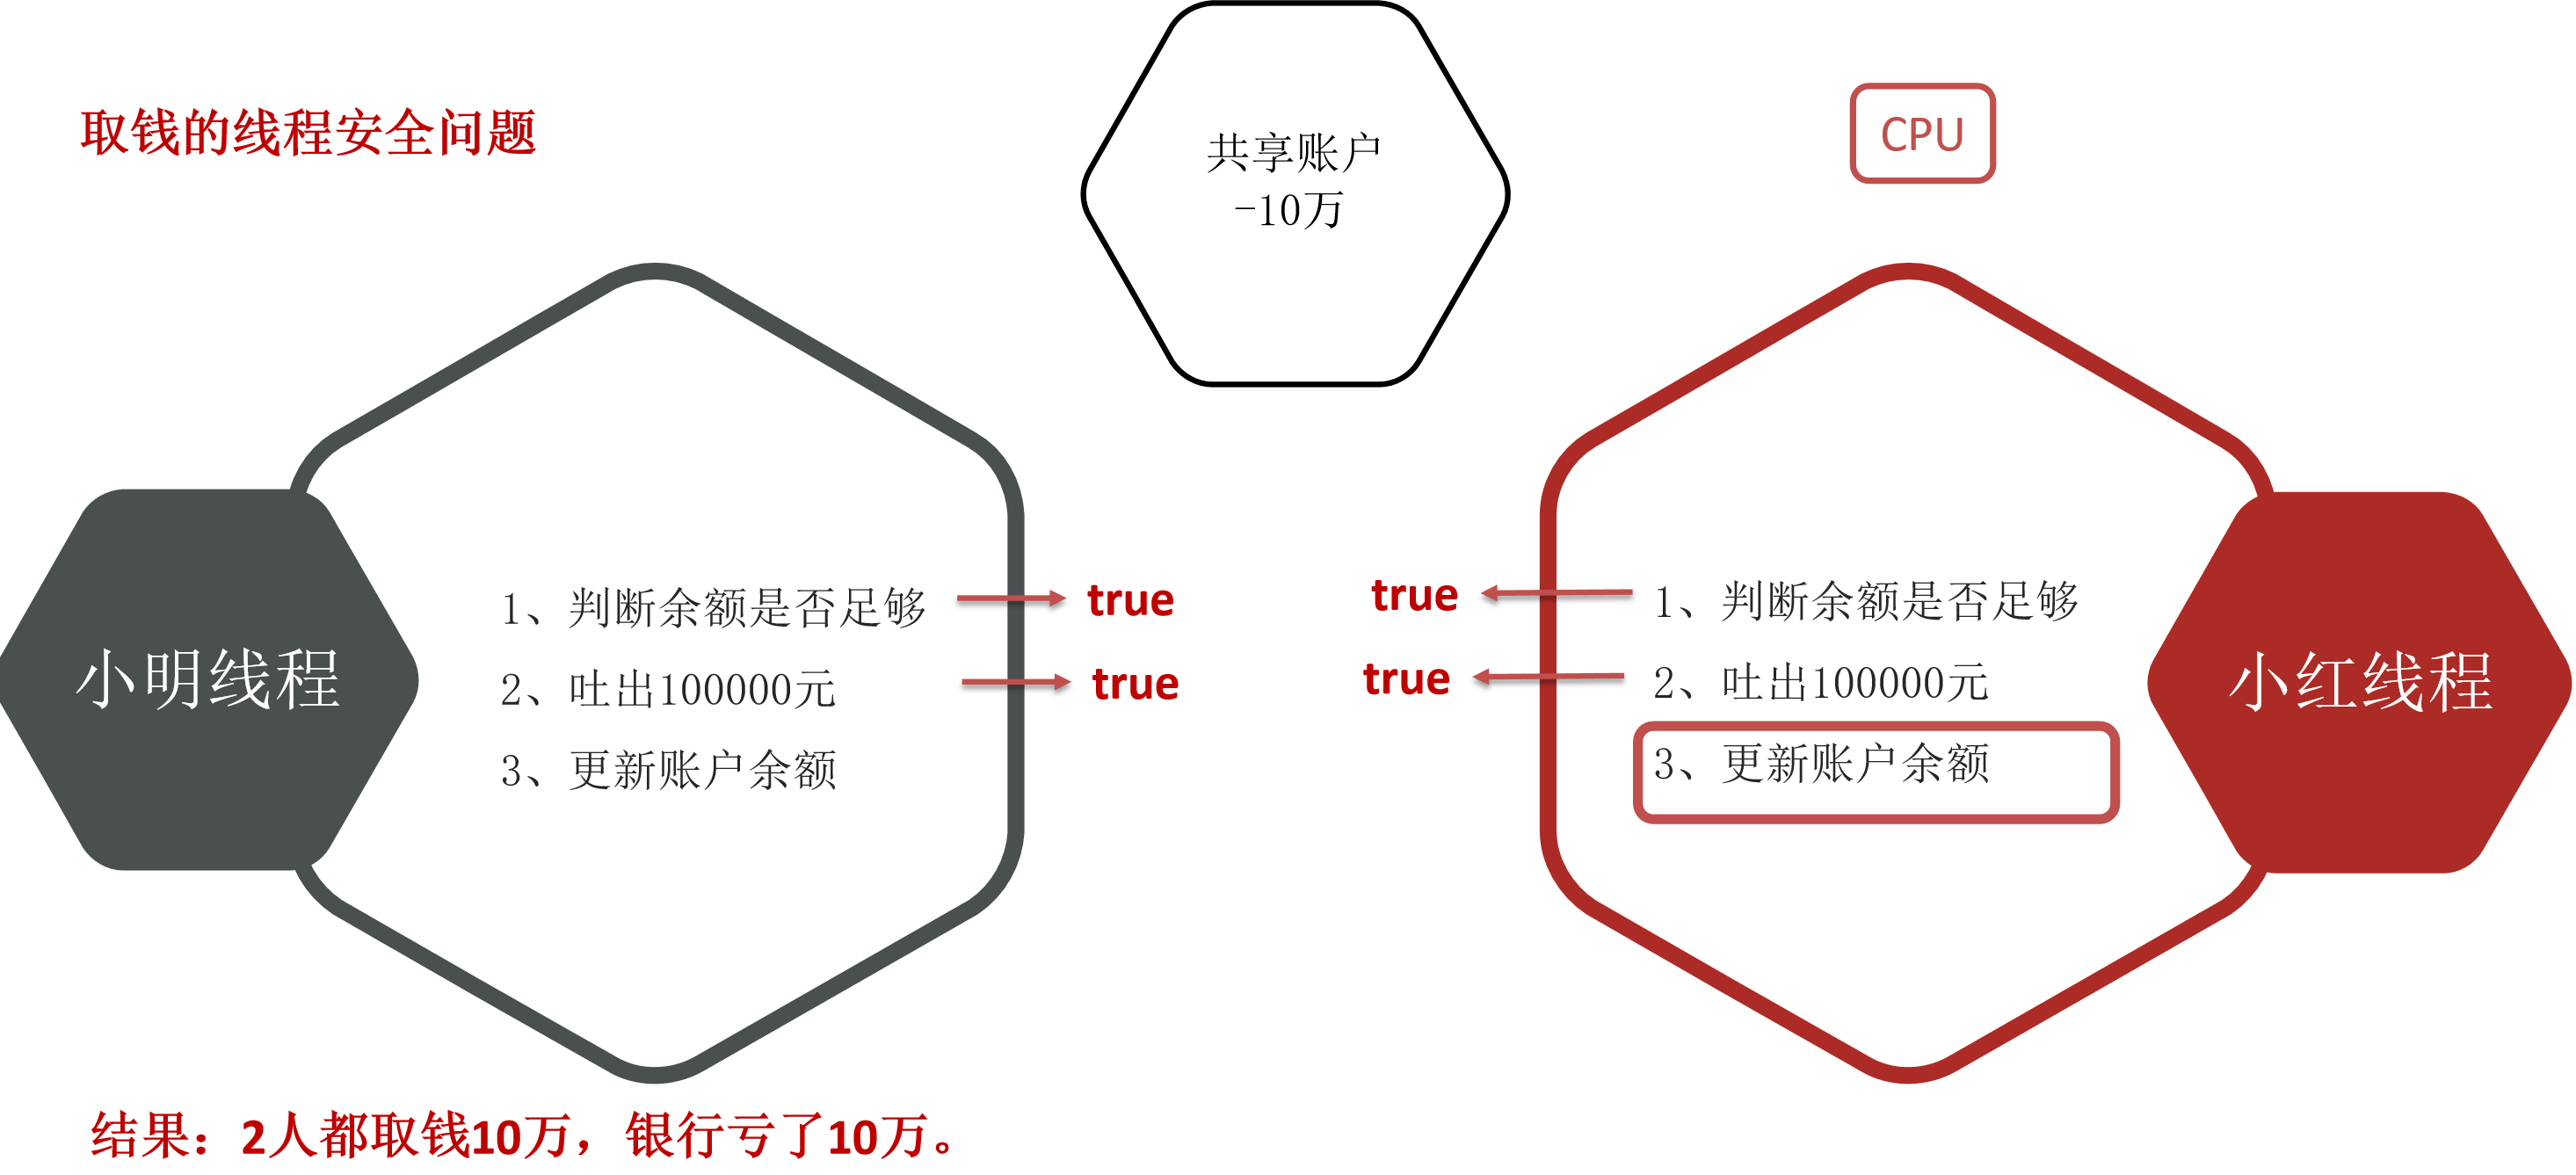 取钱的线程安全问题
共享账户
-10万
CPU
小明线程
1、判断余额是否足够
true
2、吐出100000元
true
3、更新账户余额
true
1、判断余额是否足够
true
2、吐出100000元
3、更新账户余额
小红线程
结果：2人都取钱10万，银行亏了10万。